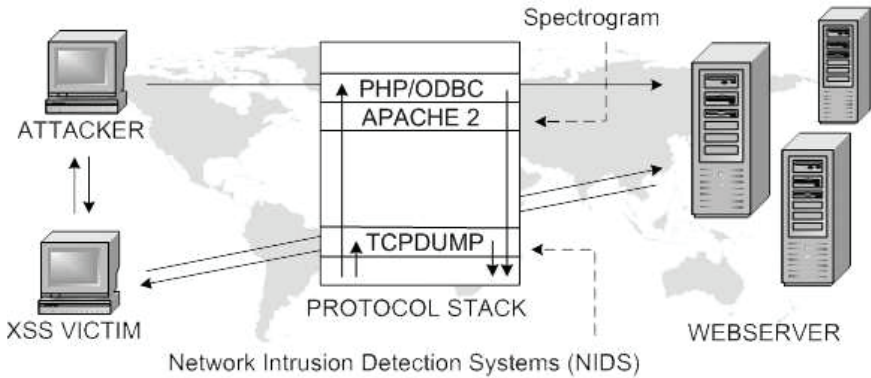 Spectrogram
PHP/ODBC
APACHE 2
ATTACKER
TCPDUMP
XSS VICTIM
PROTOCOL STACK
WEBSERVER
Network Intrusion Detection Systems (NIDS)